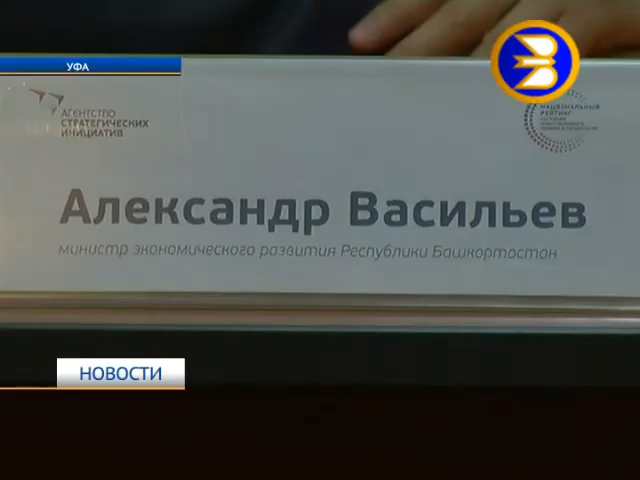 УФА
АГЕНТСТВО
СТРАТЕГИЧЕСКИХ
ИНИЦИАТИВ
НАЦИОНАЛЬНЫЙ
РЕЙТИНГ
Александр Васильев
министр экономического развития Республики Башкортостан
НОВОСТИ